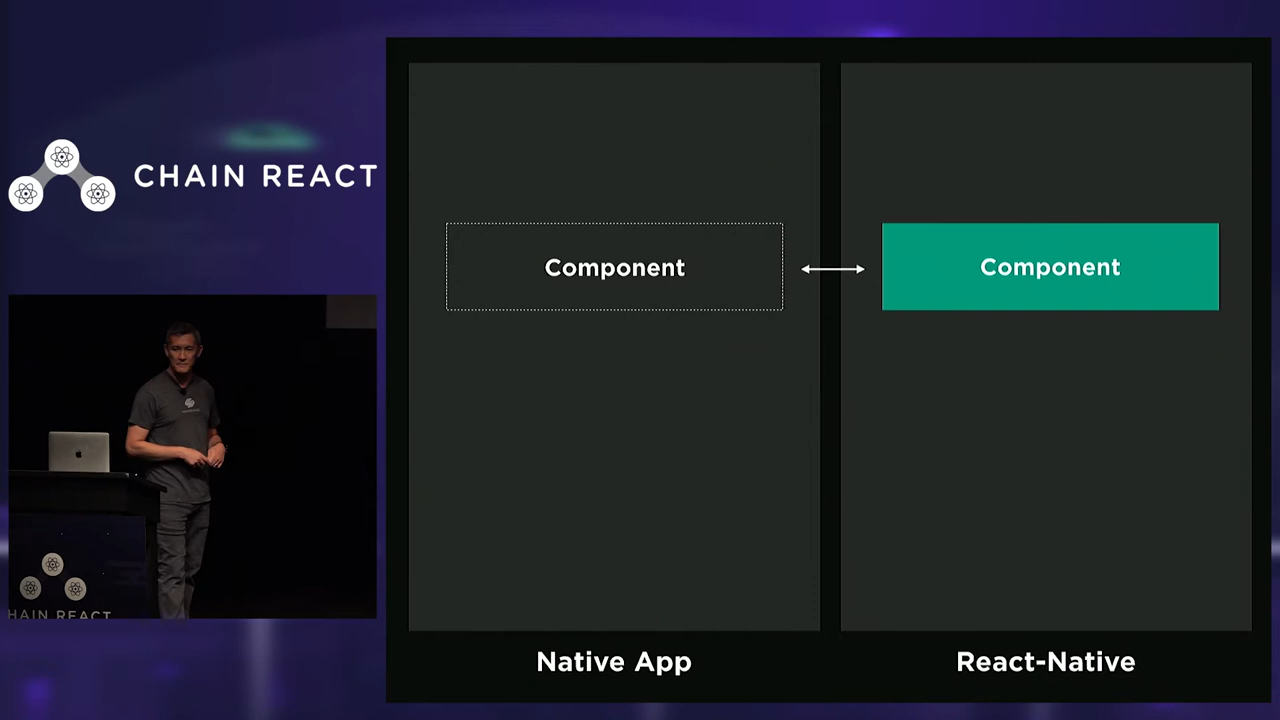 CHAIN REACT
Component
Component
Native App
React-Native
HAIN REACT